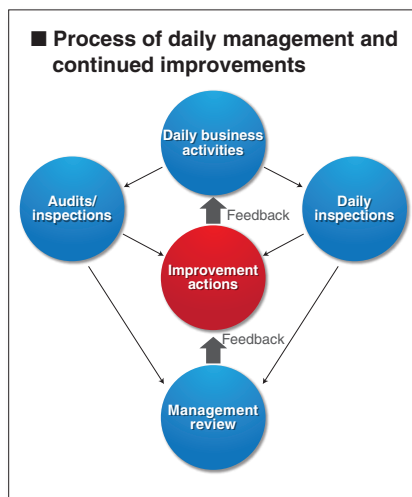 ■ Process of daily management and
continued improvements
Daily business
activities
Audits/
inspections
Daily
inspections
Feedback
Improvement
actions
Feedback
Management
review